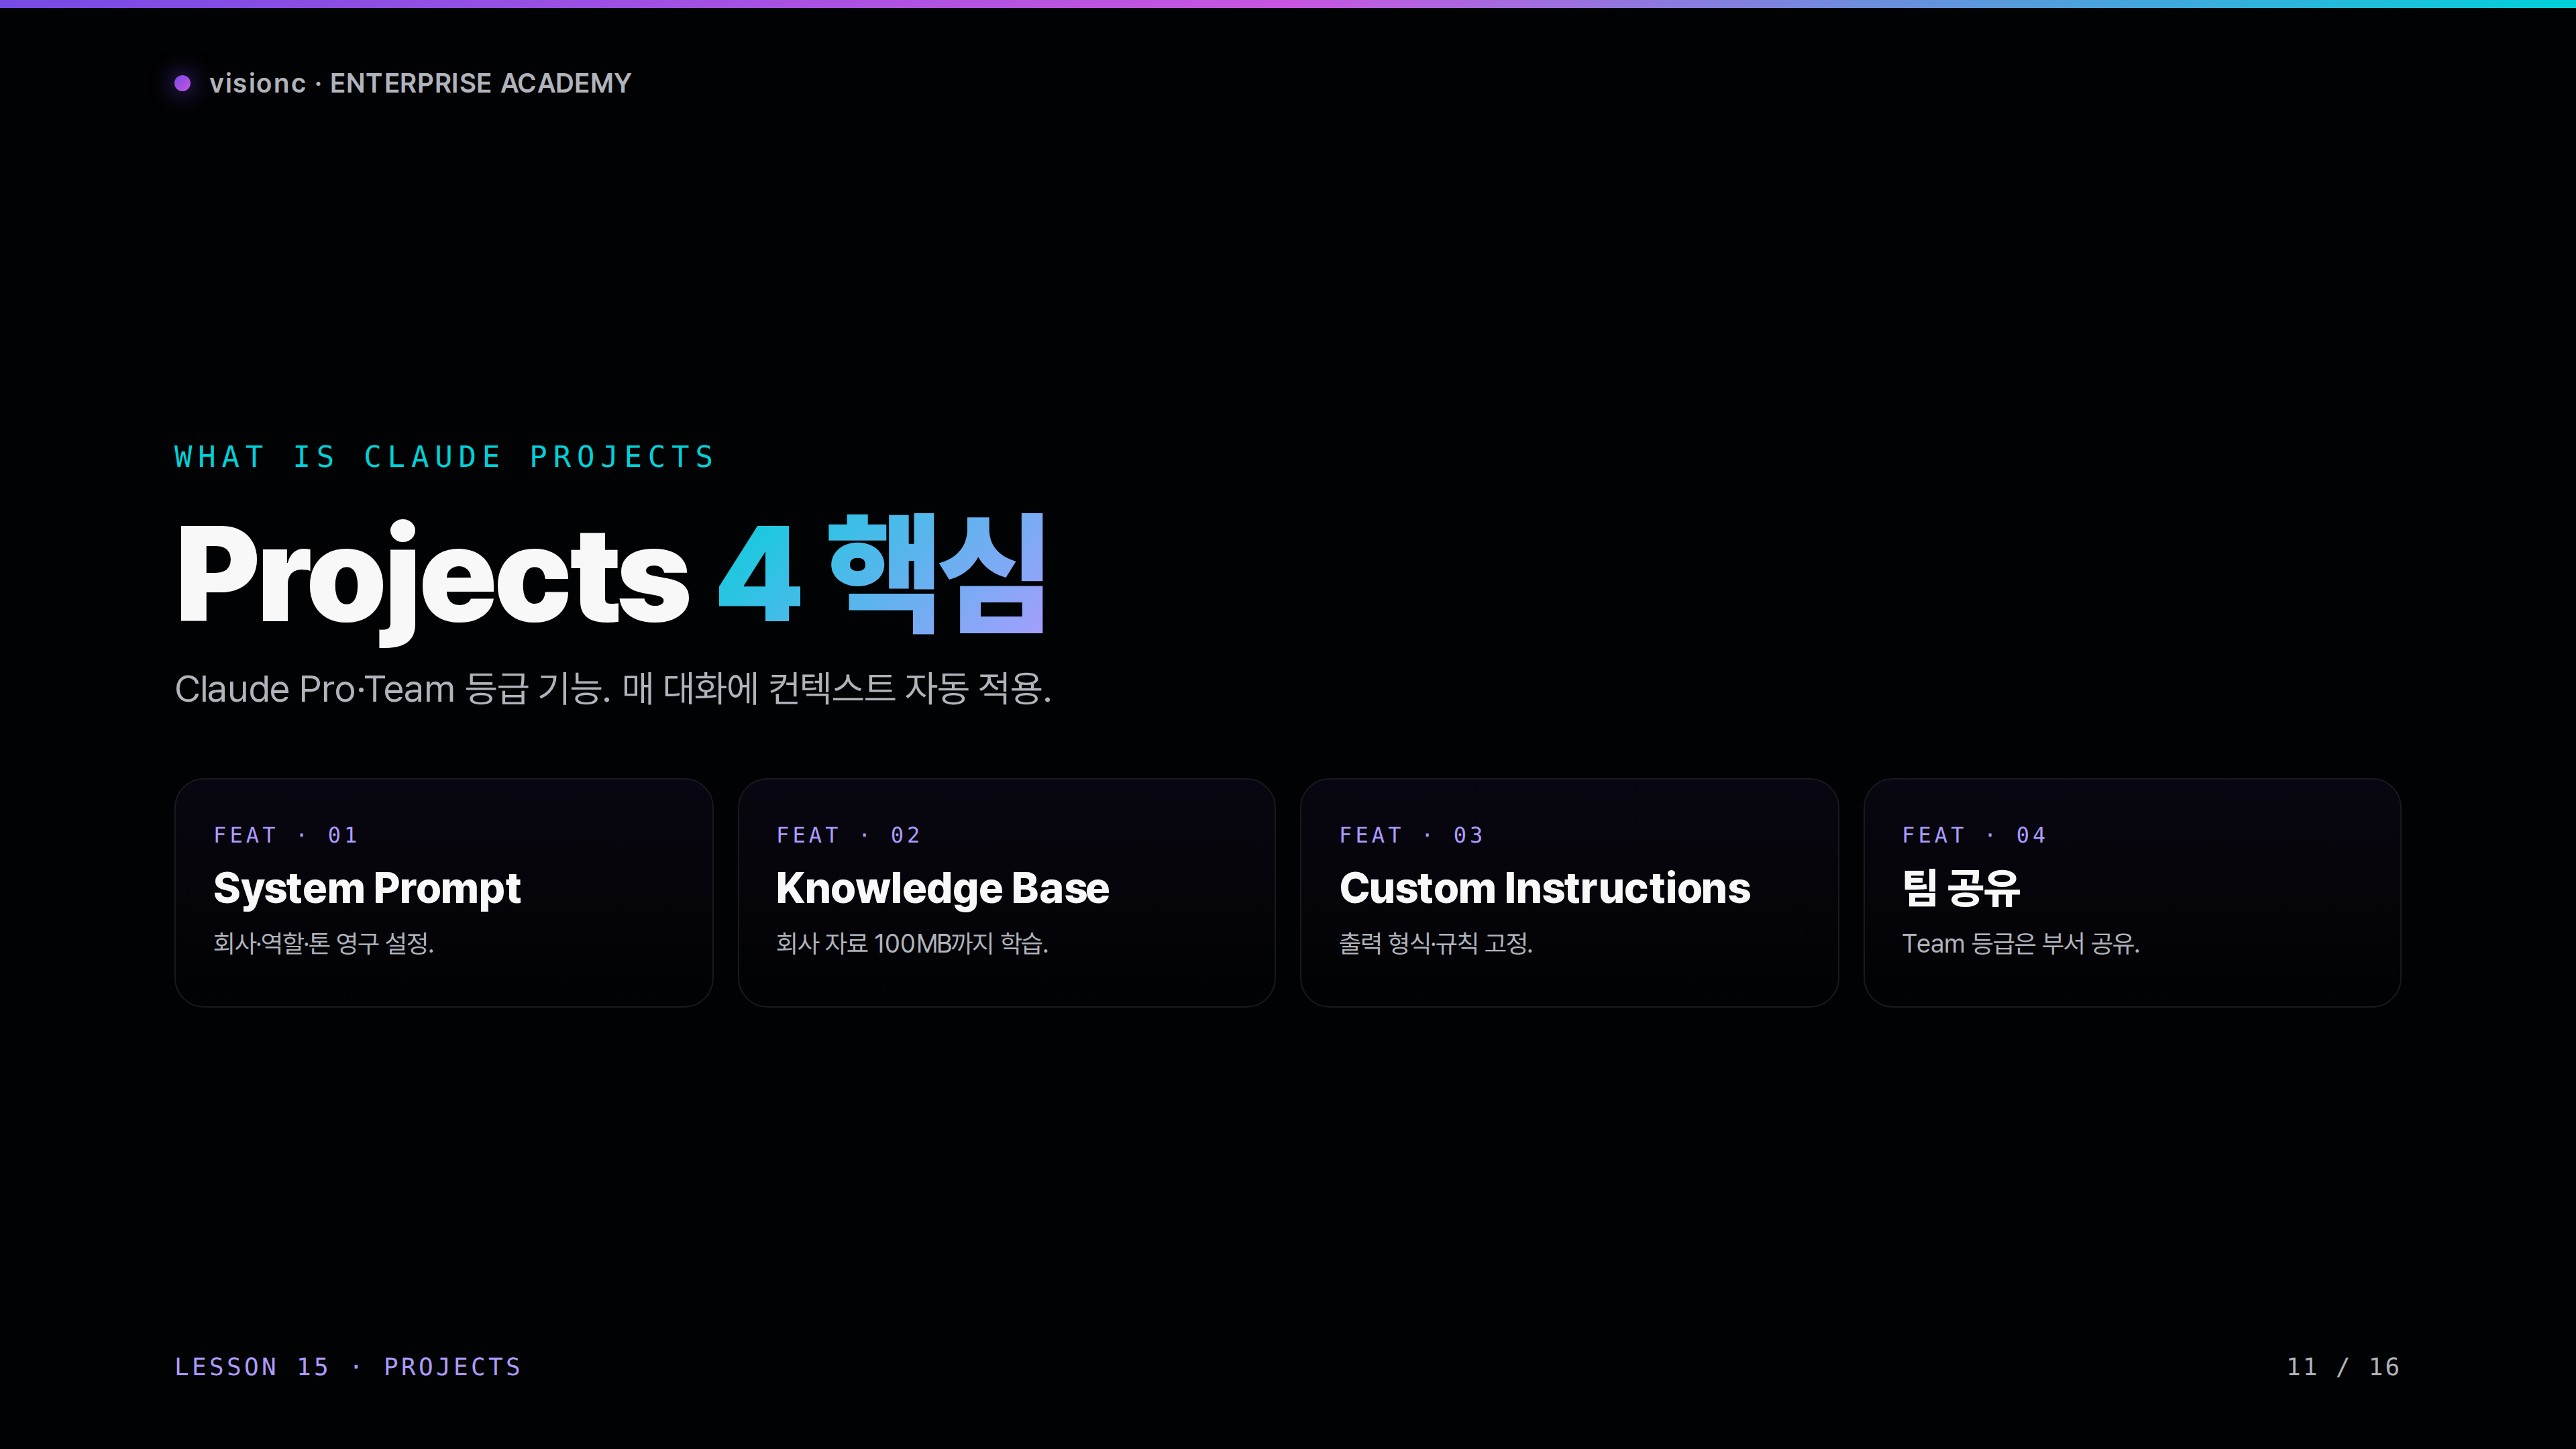 visionc · ENTERPRISE ACADEMY
WHAT IS CLAUDE PROJECTS
Projects 4 핵심
Claude Pro·Team 등급 기능. 매 대화에 컨텍스트 자동 적용.
FEAT · 01
System Prompt
회사·역할·톤 영구 설정.
FEAT · 02
Knowledge Base
회사 자료 100MB까지 학습.
FEAT · 03
Custom Instructions
출력 형식·규칙 고정.
FEAT · 04
팀 공유
Team 등급은 부서 공유.
LESSON 15 · PROJECTS
11 / 16